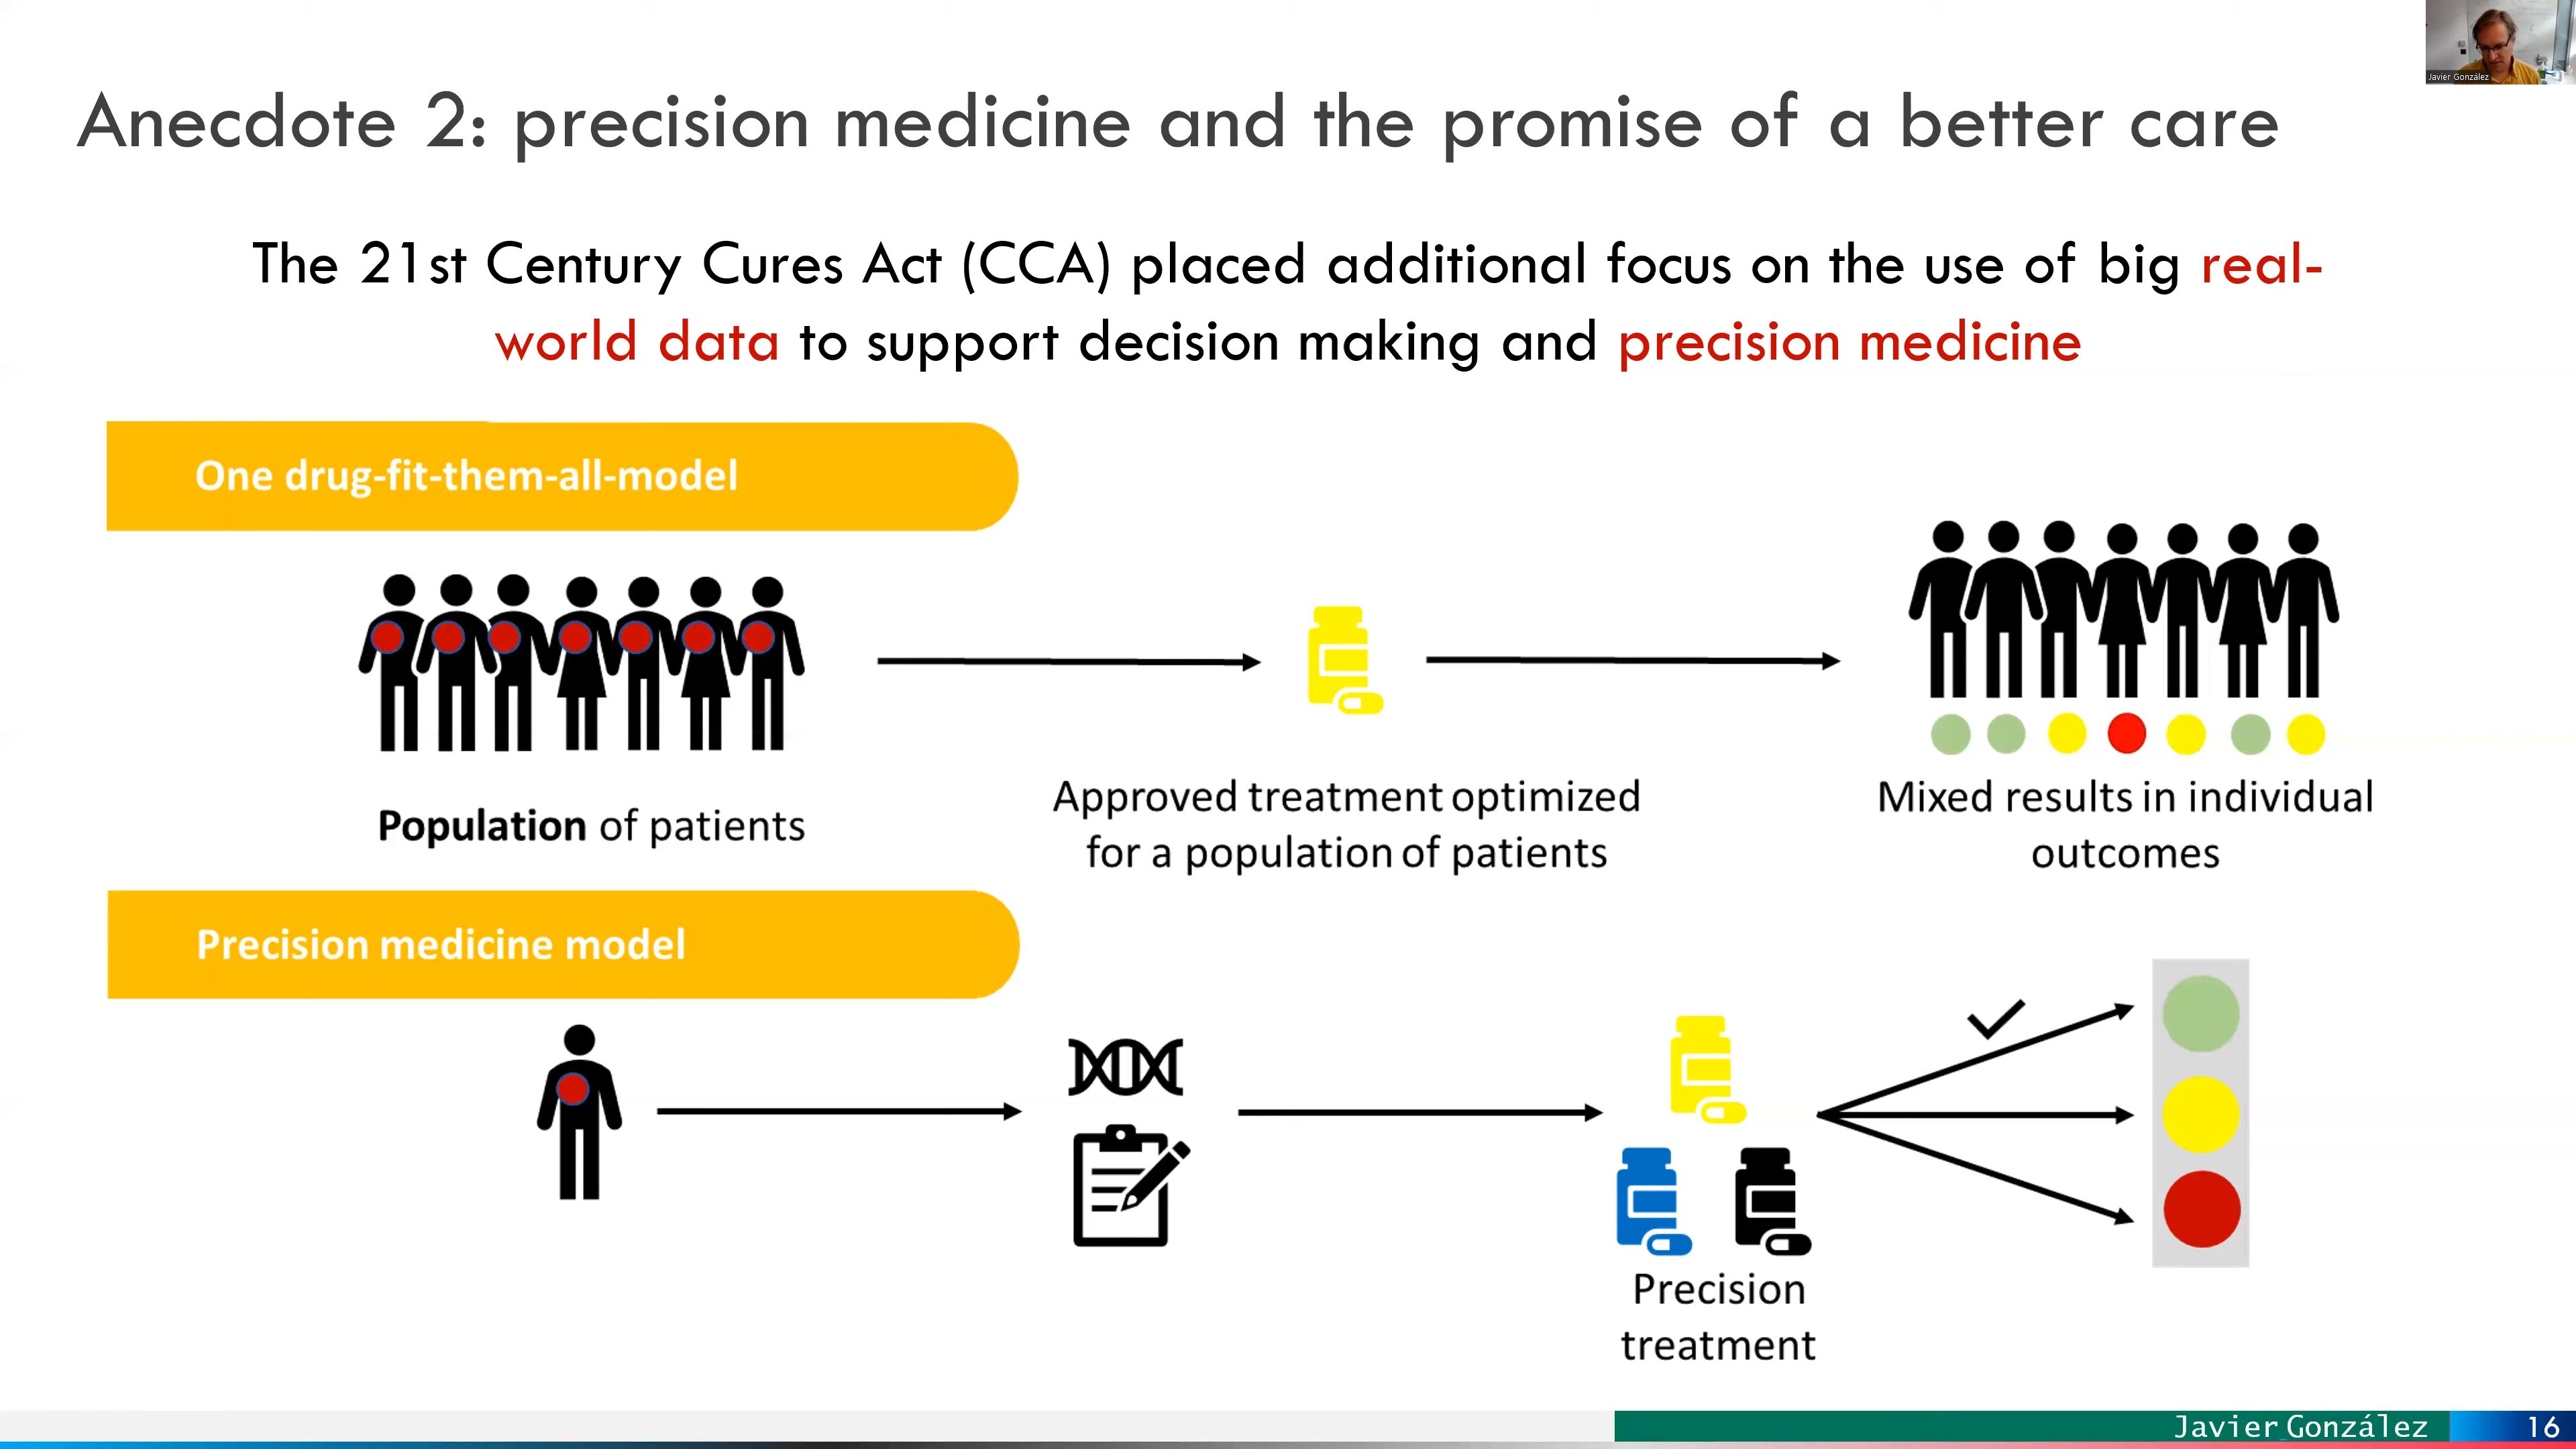 Javier González
Anecdote 2: precision medicine and the promise of a better care
The 21st Century Cures Act (CCA) placed additional focus on the use of big real-
world data to support decision making and precision medicine
One drug-fit-them-all-model
Population of patients
Approved treatment optimized
for a population of patients
Mixed results in individual
outcomes
Precision medicine model
Precision
treatment
Javier González
16